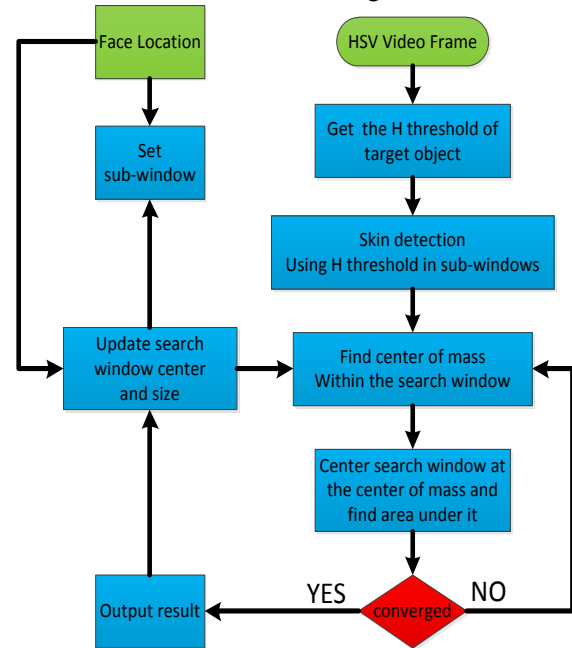 Face Location
HSV Video Frame
Set
sub-window
Get the H threshold of
target object
Skin detection
Using H threshold in sub-windows
Update search
window center
and size
Find center of mass
Within the search window
Center search window at
the center of mass and
find area under it
Output result
YES
converged
NO